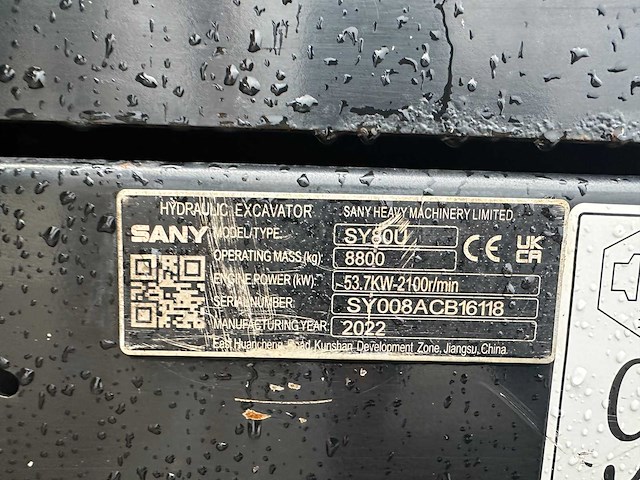 HYDRAULIC EXCAVATOR SANY HEAVY MACHINERY LIMITED.
SANY MODEL/TYPE: SY80U CE UK CA
OPERATING MASS (kg): 8800
ENGINE POWER (kW): 53.7KW-2100r/min
SERIAL NUMBER: SY008ACB16118
MANUFACTURING YEAR: 2022
East Huancheng Road, Kunshan Development Zone, Jiangsu, China